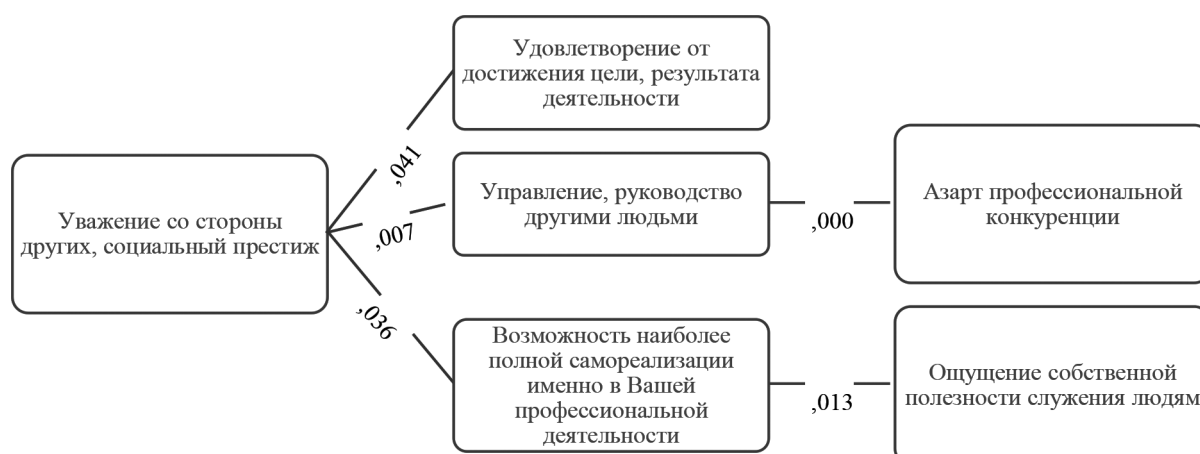 Удовлетворение от
достижения цели, результата
деятельности
,041
Уважение со стороны
других, социальный престиж
,007
Управление, руководство
другими людьми
,000
Азарт профессиональной
конкуренции
,036
Возможность наиболее
полной самореализации
именно в Вашей
профессиональной
деятельности
,013
Ощущение собственной
полезности служения людям